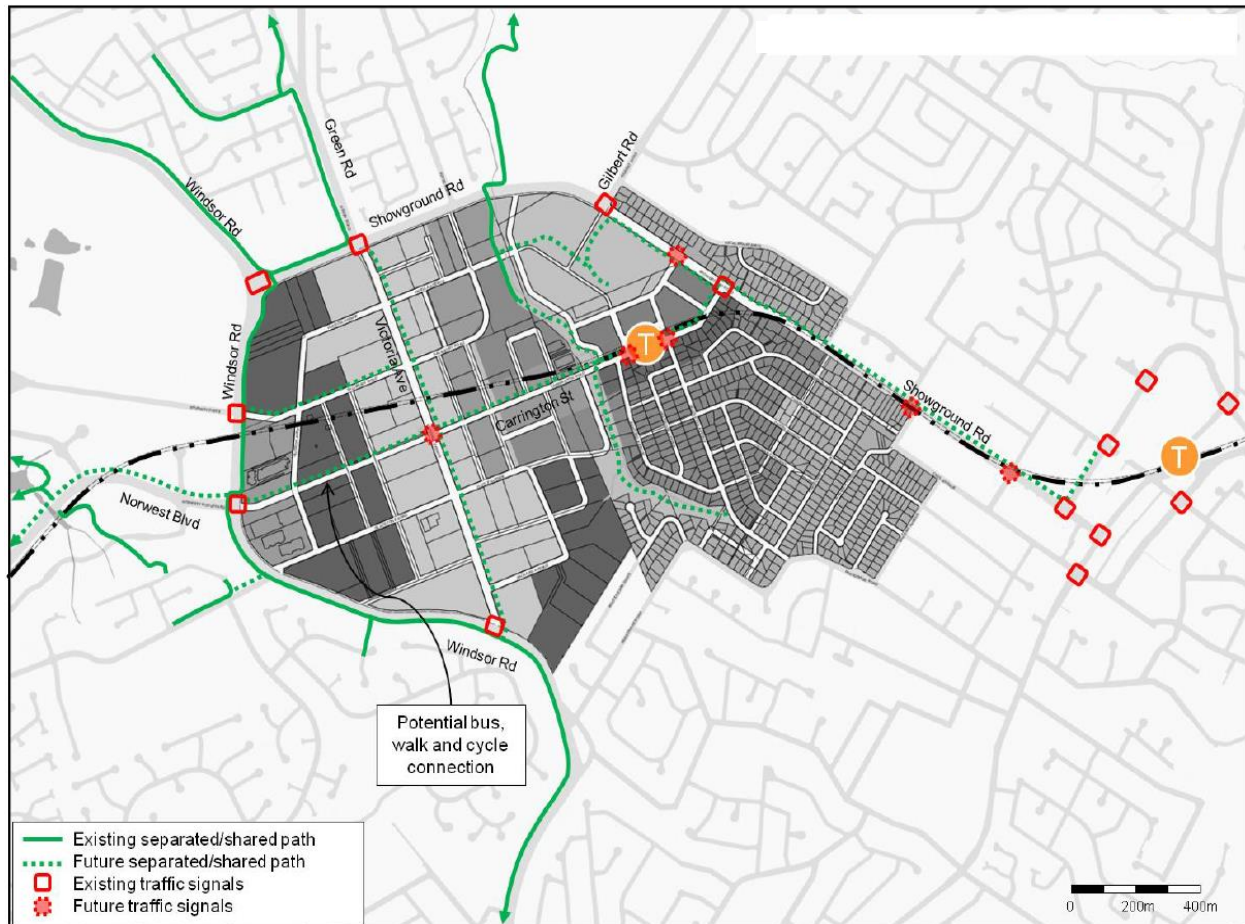 Green Rd
Windsor Rd
Showground Rd
Gilbert Rd
Windsor Rd
Victoria Ave
T
Carrington St
Showground Rd
T
Norwest Blvd
Windsor Rd
Potential bus,
walk and cycle
connection
Existing separated/shared path
Future separated/shared path
Existing traffic signals
Future traffic signals
0 200m 400m